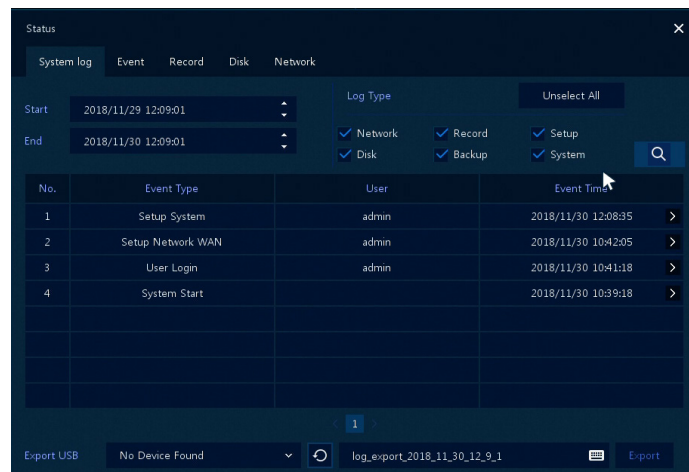 Status
System log Event Record Disk Network
Log Type Unselect All
Start 2018/11/29 12:09:01
End 2018/11/30 12:09:01
Network Record Setup
Disk Backup System
No. Event Type User Event Time
1 Setup System admin 2018/11/30 12:08:35
2 Setup Network WAN admin 2018/11/30 10:42:05
3 User Login admin 2018/11/30 10:41:18
4 System Start 2018/11/30 10:39:18
1
Export USB No Device Found log_export_2018_11_30_12_9_1 Export